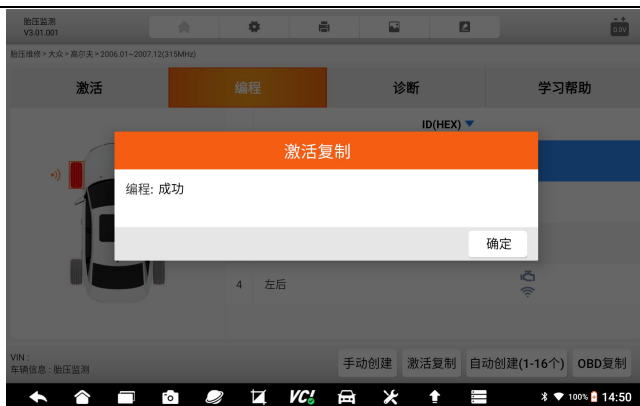 胎压监测
V3.01.001
0.0V
胎压维修 > 大众 > 高尔夫 > 2006.01~2007.12(315MHz)
激活
编程
诊断
学习帮助
ID(HEX)
激活复制
编程: 成功
确定
4 左后
VIN :
车辆信息 : 胎压监测
手动创建
激活复制
自动创建(1-16个)
OBD复制
VCI
100%
14:50